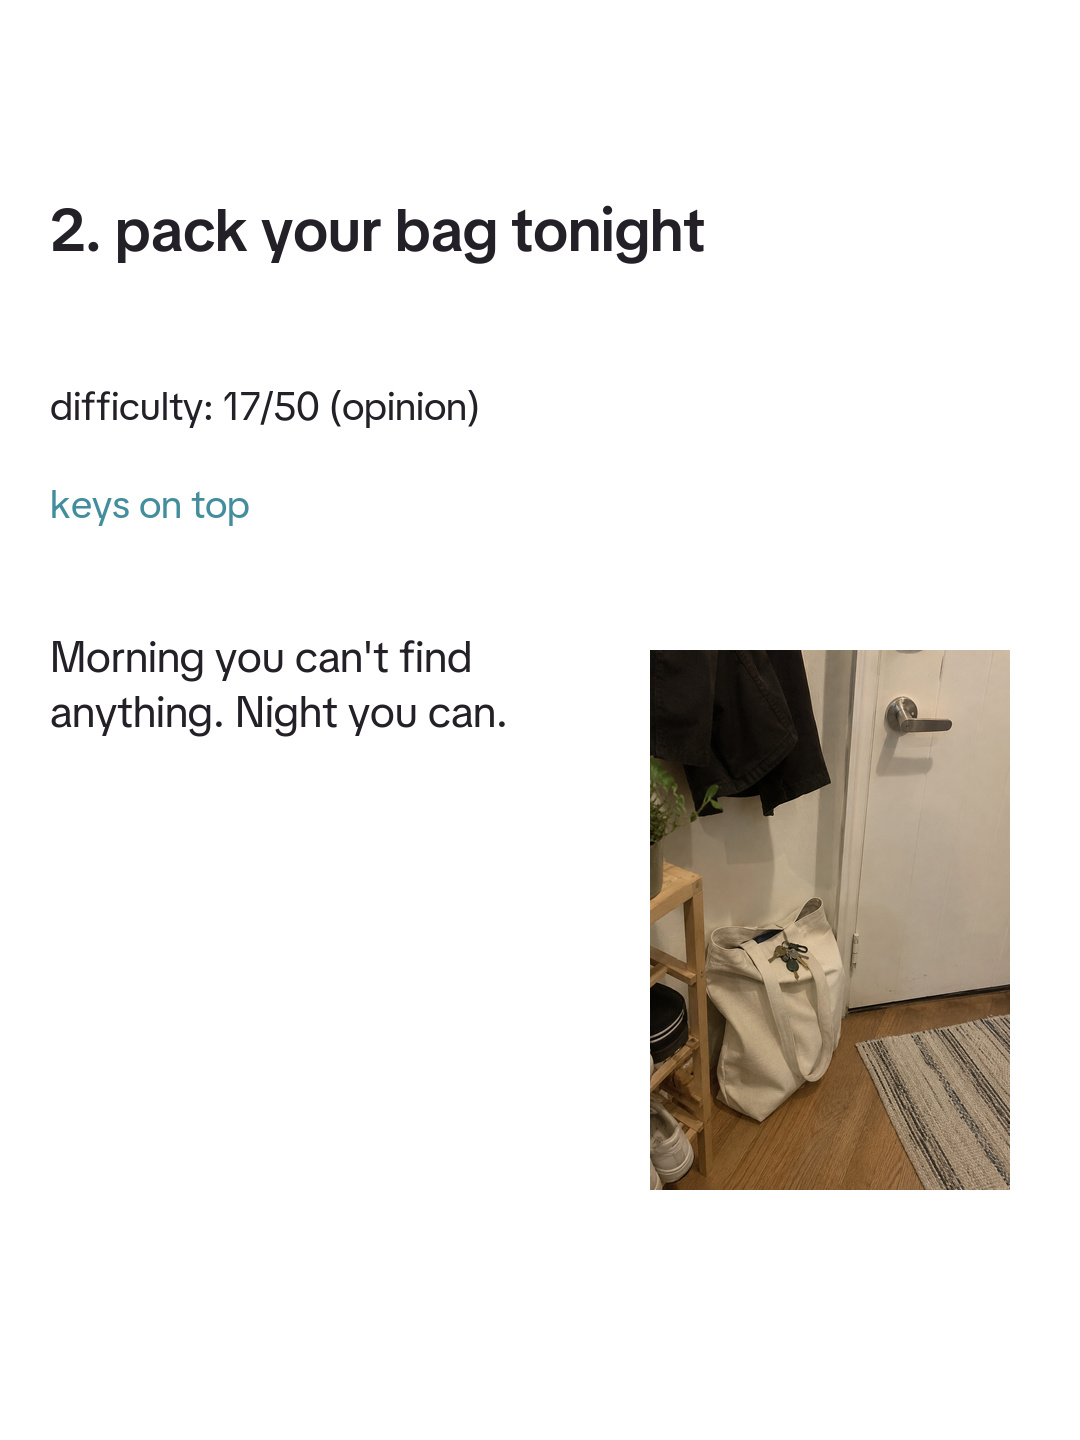 2. pack your bag tonight
difficulty: 17/50 (opinion)
keys on top
Morning you can't find
anything. Night you can.